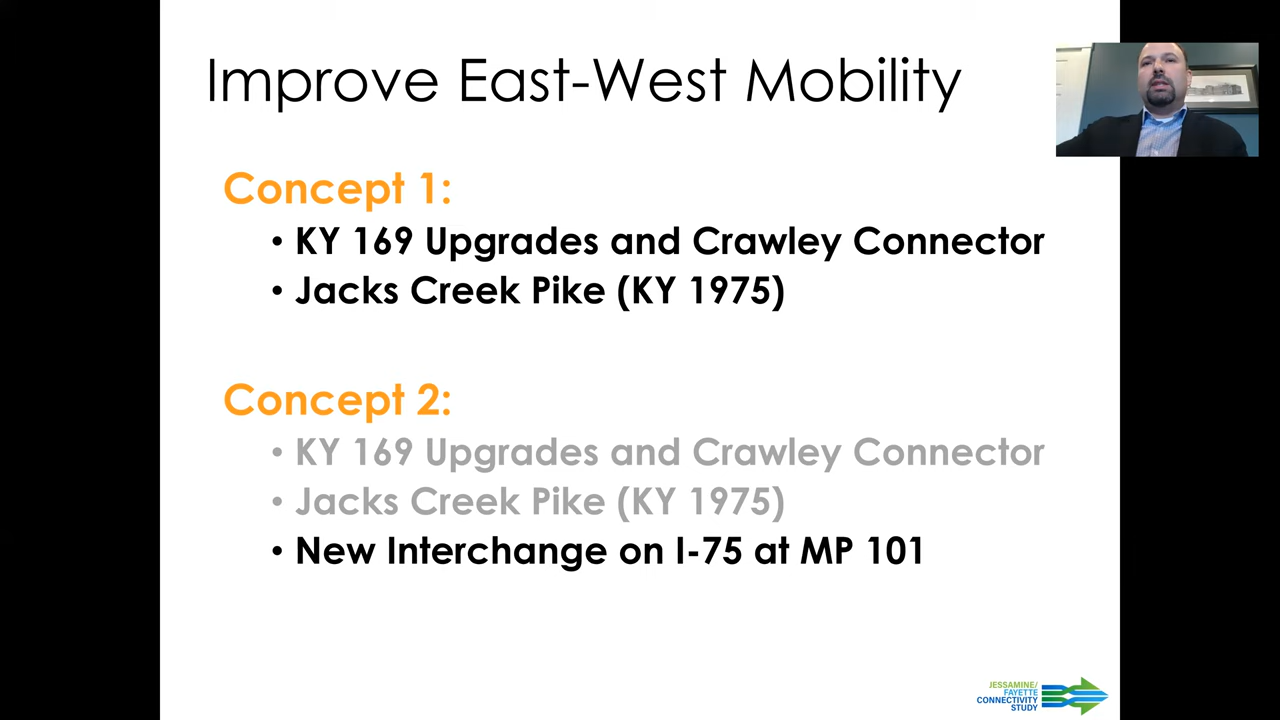 Improve East-West Mobility
Concept 1:
• KY 169 Upgrades and Crawley Connector
• Jacks Creek Pike (KY 1975)
Concept 2:
• KY 169 Upgrades and Crawley Connector
• Jacks Creek Pike (KY 1975)
• New Interchange on I-75 at MP 101
JESSAMINE/
FAYETTE
CONNECTIVITY
STUDY